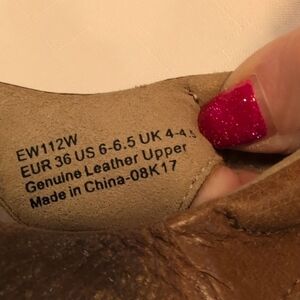 EW112W
EUR 36 US 6-6.5 UK 4-4.5
Genuine Leather Upper
Made in China-08K17